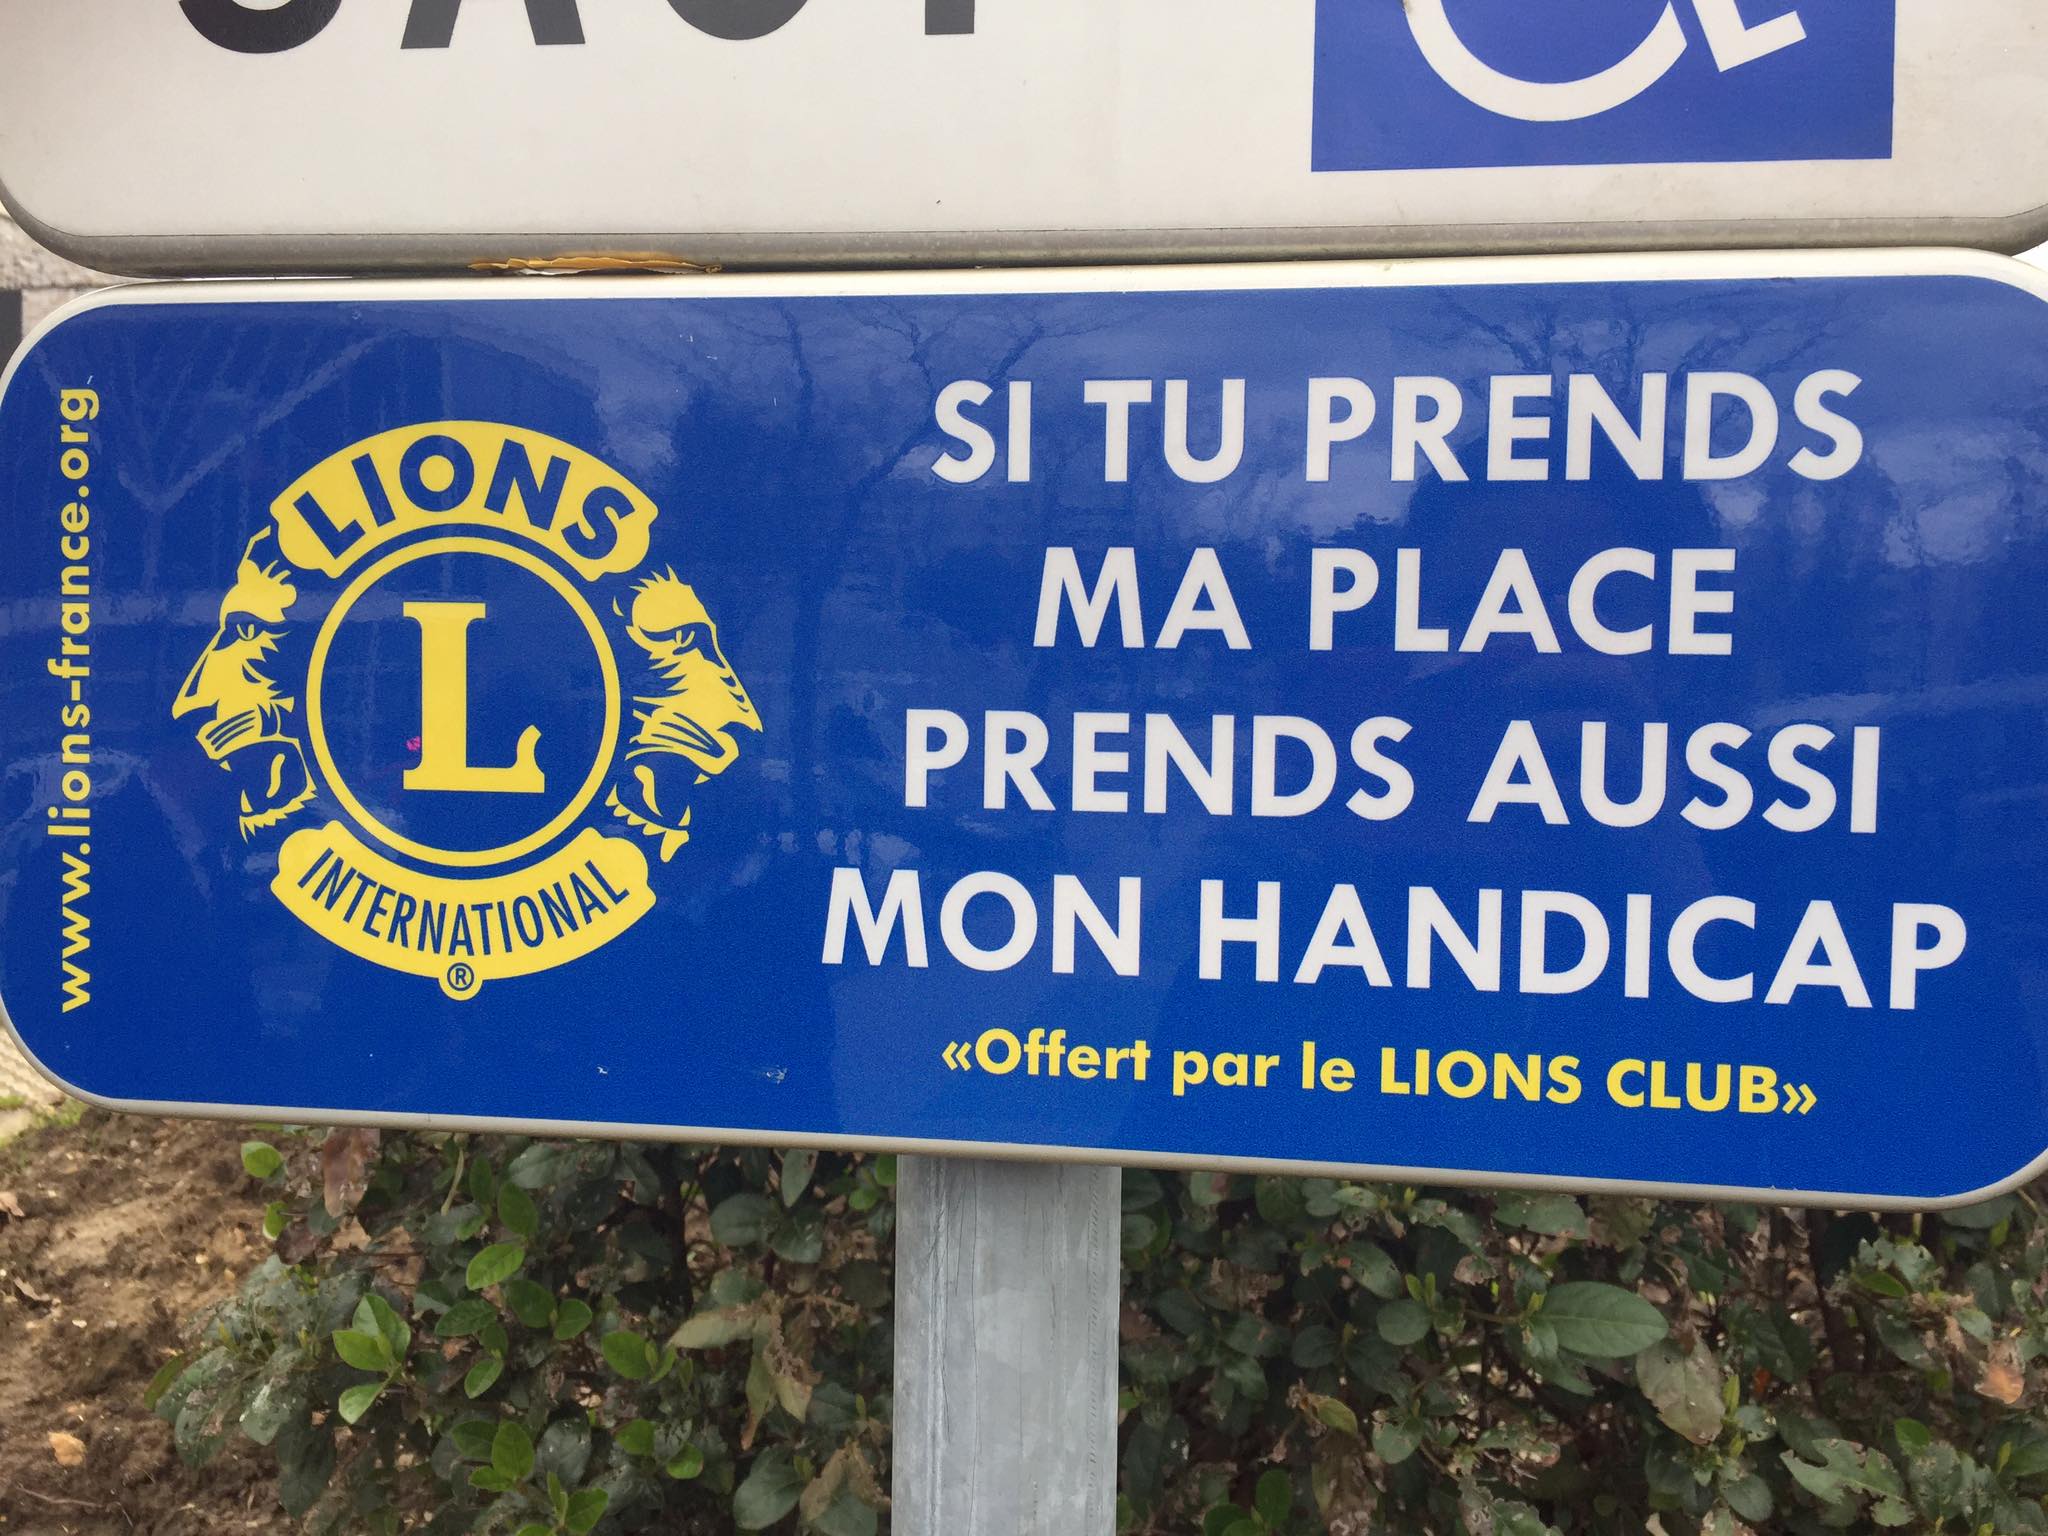 SAUF
www.lions-france.org
LIONS
L
INTERNATIONAL
®
SI TU PRENDS
MA PLACE
PRENDS AUSSI
MON HANDICAP
«Offert par le LIONS CLUB»